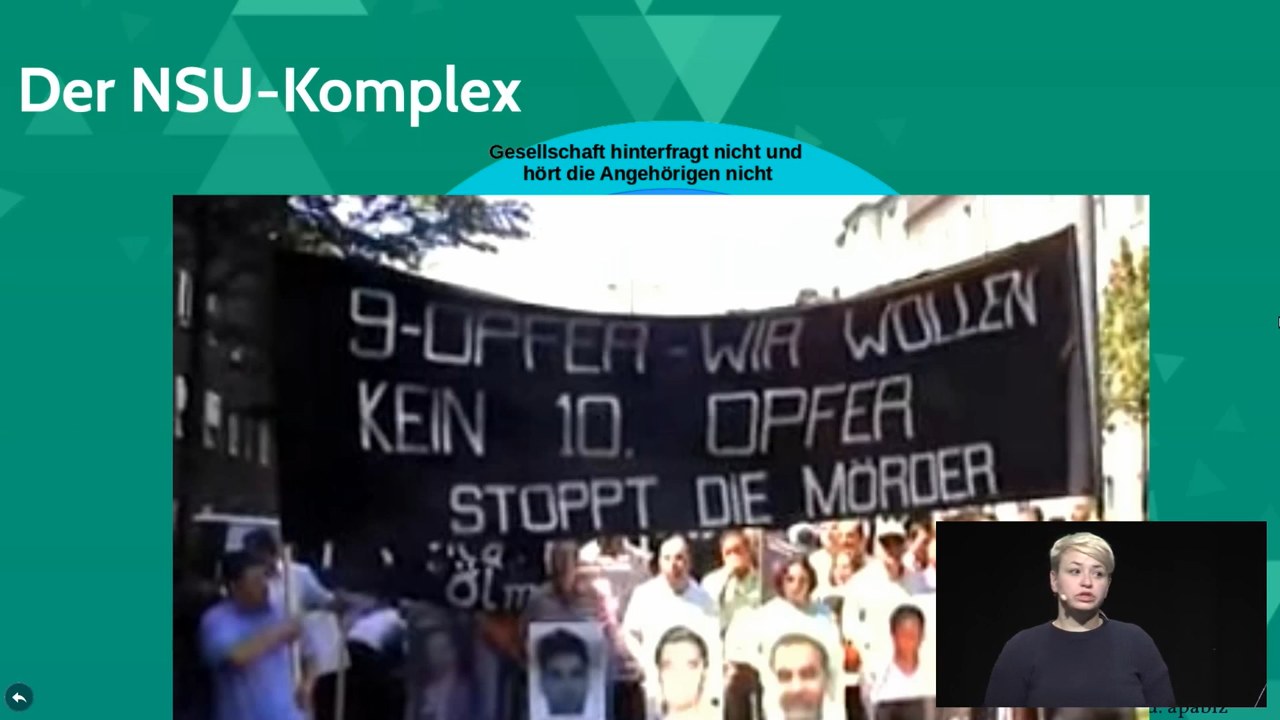 Der NSU-Komplex
Gesellschaft hinterfragt nicht und
hört die Angehörigen nicht
9-OPFER-WIR WOLLEN
KEIN 10. OPFER
STOPPT DIE MÖRDER
apabiz